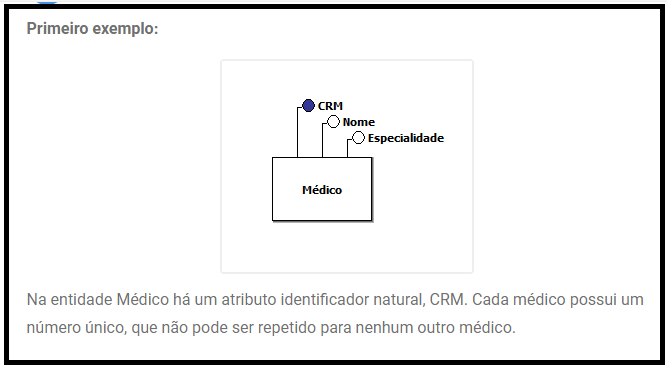 Primeiro exemplo:
CRM
Nome
Especialidade
Médico
Na entidade Médico há um atributo identificador natural, CRM. Cada médico possui um
número único, que não pode ser repetido para nenhum outro médico.